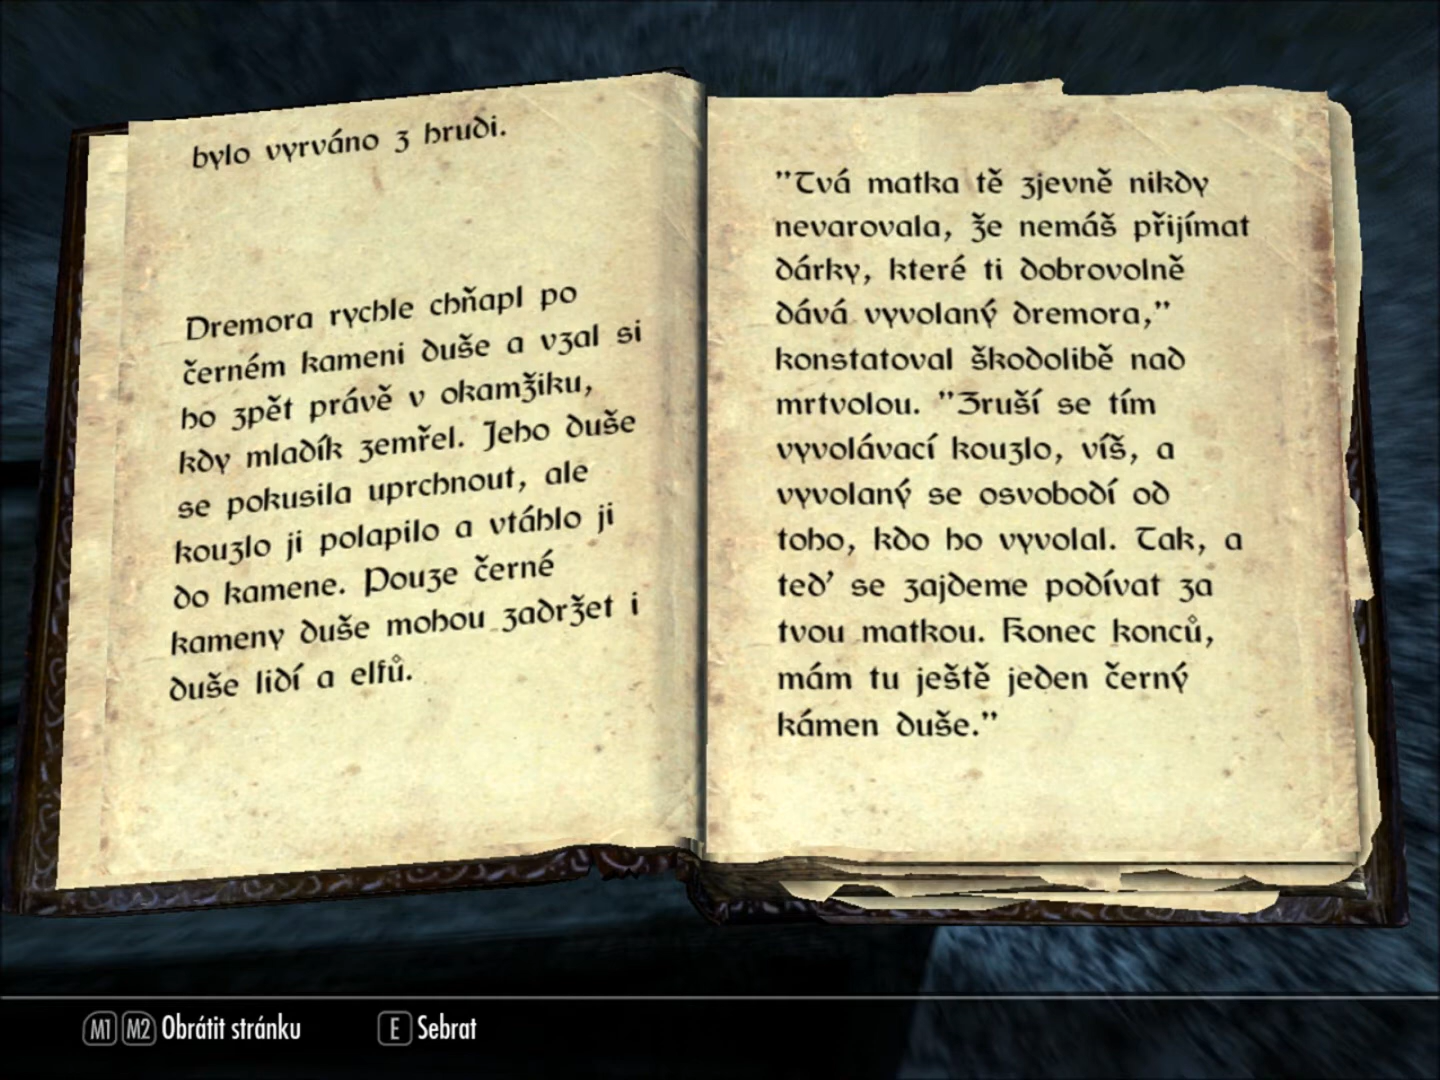 bylo vyrváno z hrudi.
Dremora rychle chňapl po
černém kameni duše a vzal si
ho zpět právě v okamžiku,
kdy mladík zemřel. Jeho duše
se pokusila uprchnout, ale
kouzlo ji polapilo a vtáhlo ji
do kamene. Pouze černé
kameny duše mohou zadržet i
duše lidí a elfů.
"Tvá matka tě zjevně nikdy
nevarovala, že nemáš přijímat
dárky, které ti dobrovolně
dává vyvolaný dremora,"
konstatoval škodolibě nad
mrtvolou. "Zruší se tím
vyvolávací kouzlo, víš, a
vyvolaný se osvobodí od
toho, kdo ho vyvolal. Tak, a
teď se zajdeme podívat za
tvou matkou. Konec konců,
mám tu ještě jeden černý
kámen duše."
M1 M2 Obrátit stránku E Sebrat